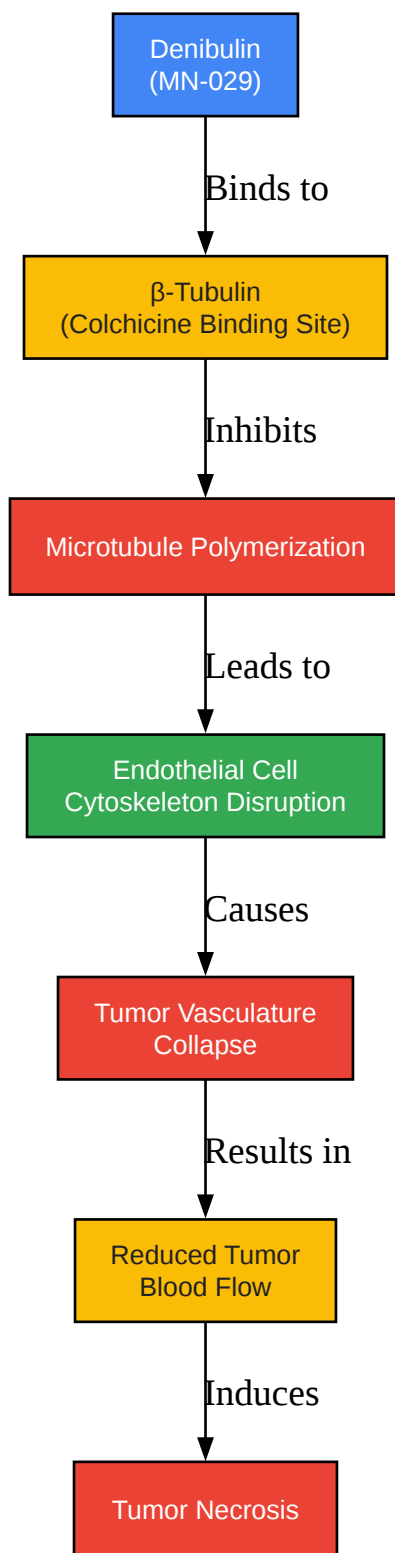 Denibulin
(MN-029)
Binds to
β-Tubulin
(Colchicine Binding Site)
Inhibits
Microtubule Polymerization
Leads to
Endothelial Cell
Cytoskeleton Disruption
Causes
Tumor Vasculature
Collapse
Results in
Reduced Tumor
Blood Flow
Induces
Tumor Necrosis